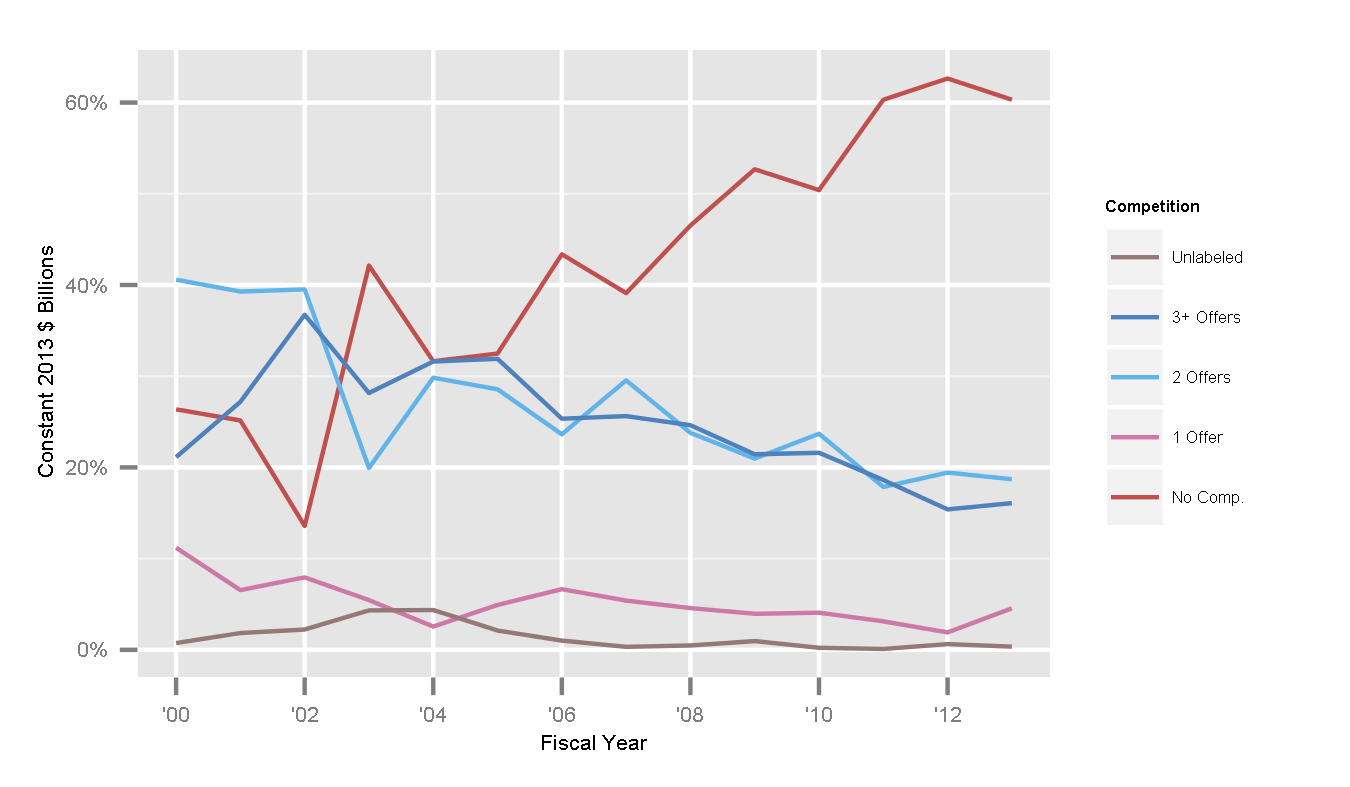 60%
40%
20%
0%
Constant 2013 $ Billions
'00 '02 '04 '06 '08 '10 '12
Fiscal Year
Competition
Unlabeled
3+ Offers
2 Offers
1 Offer
No Comp.